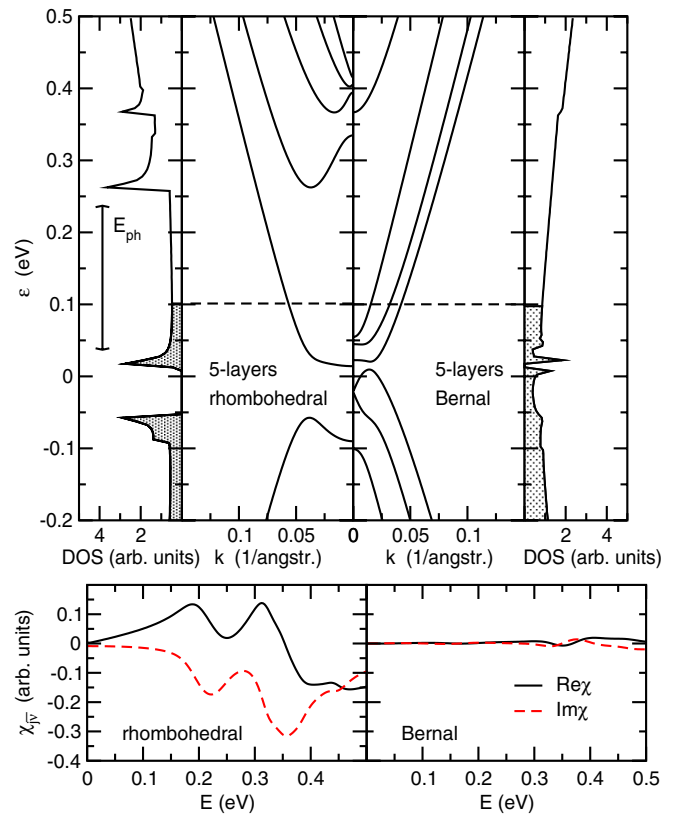 0.5
0.4
0.3
0.2
0.1
0
-0.1
-0.2
ε (eV)
E_ph
5-layers
rhombohedral
5-layers
Bernal
4 2
0.1 0.05 0
0.05 0.1
2 4
DOS (arb. units)
k (1/angstr.)
k (1/angstr.)
DOS (arb. units)
0.1
0
-0.1
-0.2
-0.3
-0.4
χ_jv (arb. units)
rhombohedral
Bernal
Reχ
Imχ
0 0.1 0.2 0.3 0.4
0.1 0.2 0.3 0.4 0.5
E (eV)
E (eV)